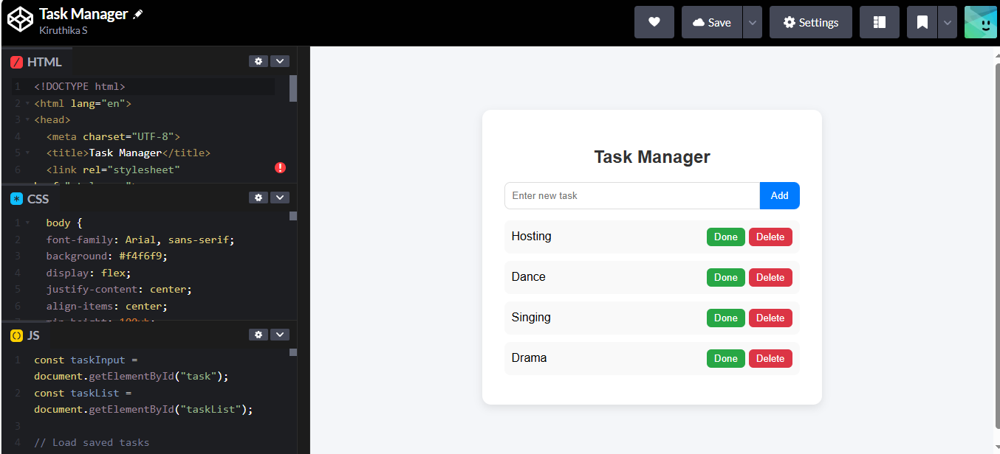 Task Manager
Kiruthika S
Save
Settings
HTML
1 <!DOCTYPE html>
2 <html lang="en">
3 <head>
4 <meta charset="UTF-8">
5 <title>Task Manager</title>
6 <link rel="stylesheet"
CSS
1 body {
2 font-family: Arial, sans-serif;
3 background: #f4f6f9;
4 display: flex;
5 justify-content: center;
6 align-items: center;
JS
1 const taskInput =
document.getElementById("task");
2 const taskList =
document.getElementById("taskList");
3
4 // Load saved tasks
Task Manager
Enter new task Add
Hosting Done Delete
Dance Done Delete
Singing Done Delete
Drama Done Delete